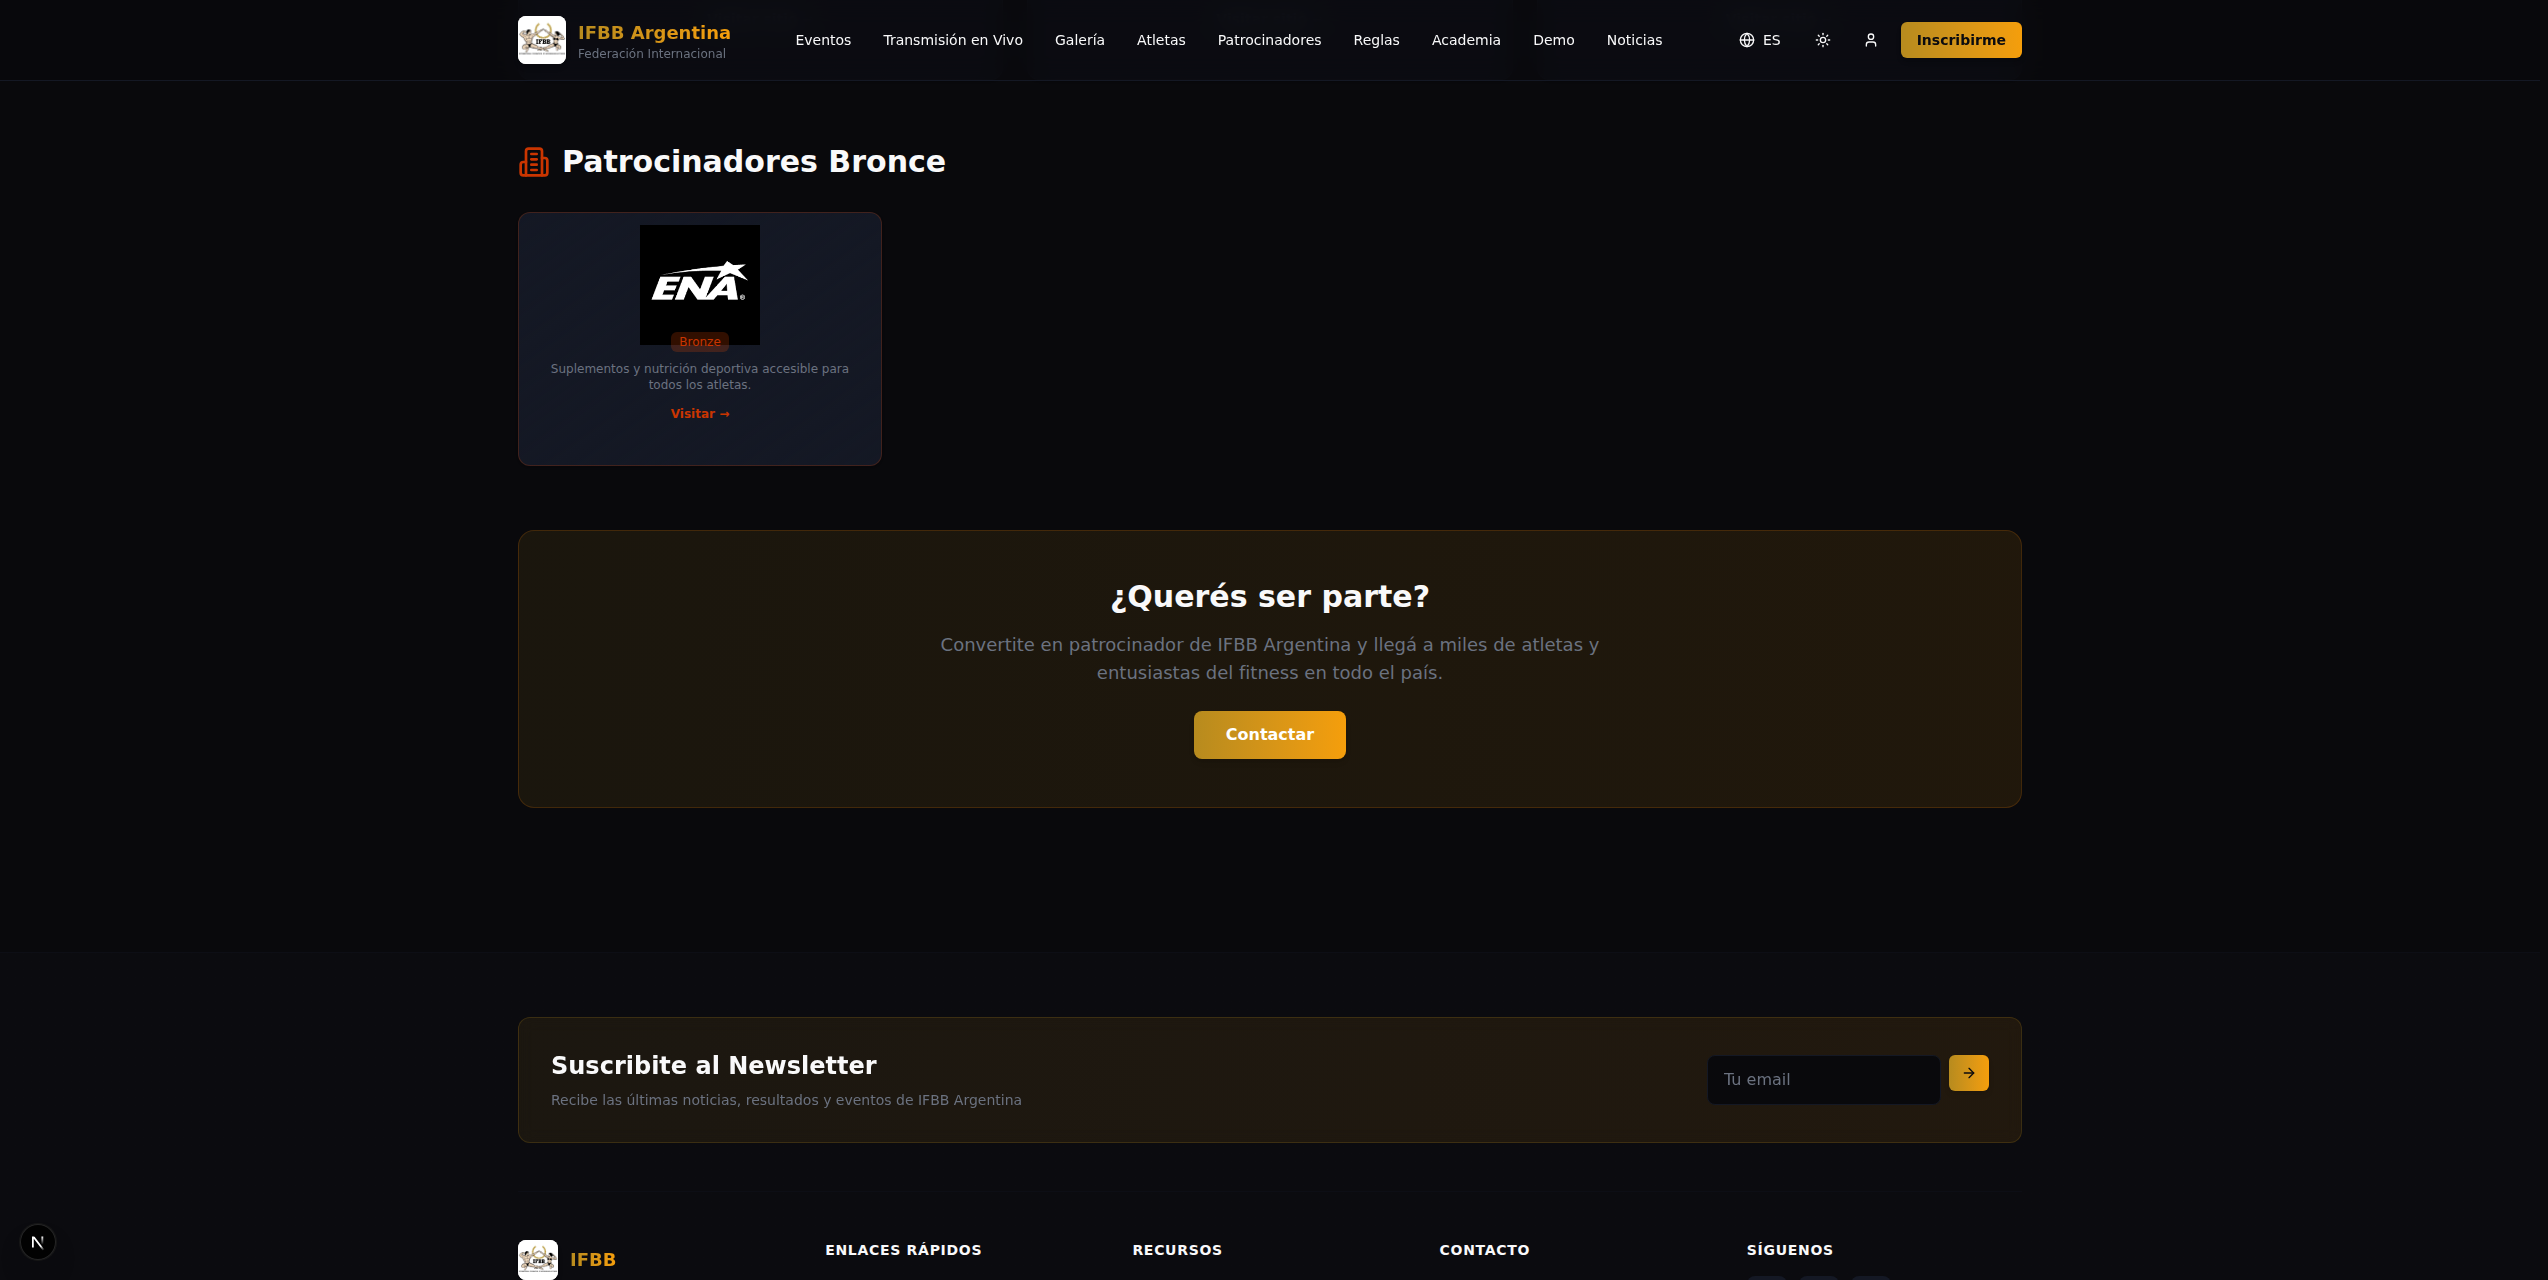 IFBB Argentina
Federación Internacional
Eventos
Transmisión en Vivo
Galería
Atletas
Patrocinadores
Reglas
Academia
Demo
Noticias
ES
Inscribirme
Patrocinadores Bronce
ENA®
Bronze
Suplementos y nutrición deportiva accesible para
todos los atletas.
Visitar →
¿Querés ser parte?
Convertite en patrocinador de IFBB Argentina y llegá a miles de atletas y
entusiastas del fitness en todo el país.
Contactar
Suscribite al Newsletter
Recibe las últimas noticias, resultados y eventos de IFBB Argentina
Tu email
N
IFBB
ENLACES RÁPIDOS
RECURSOS
CONTACTO
SÍGUENOS